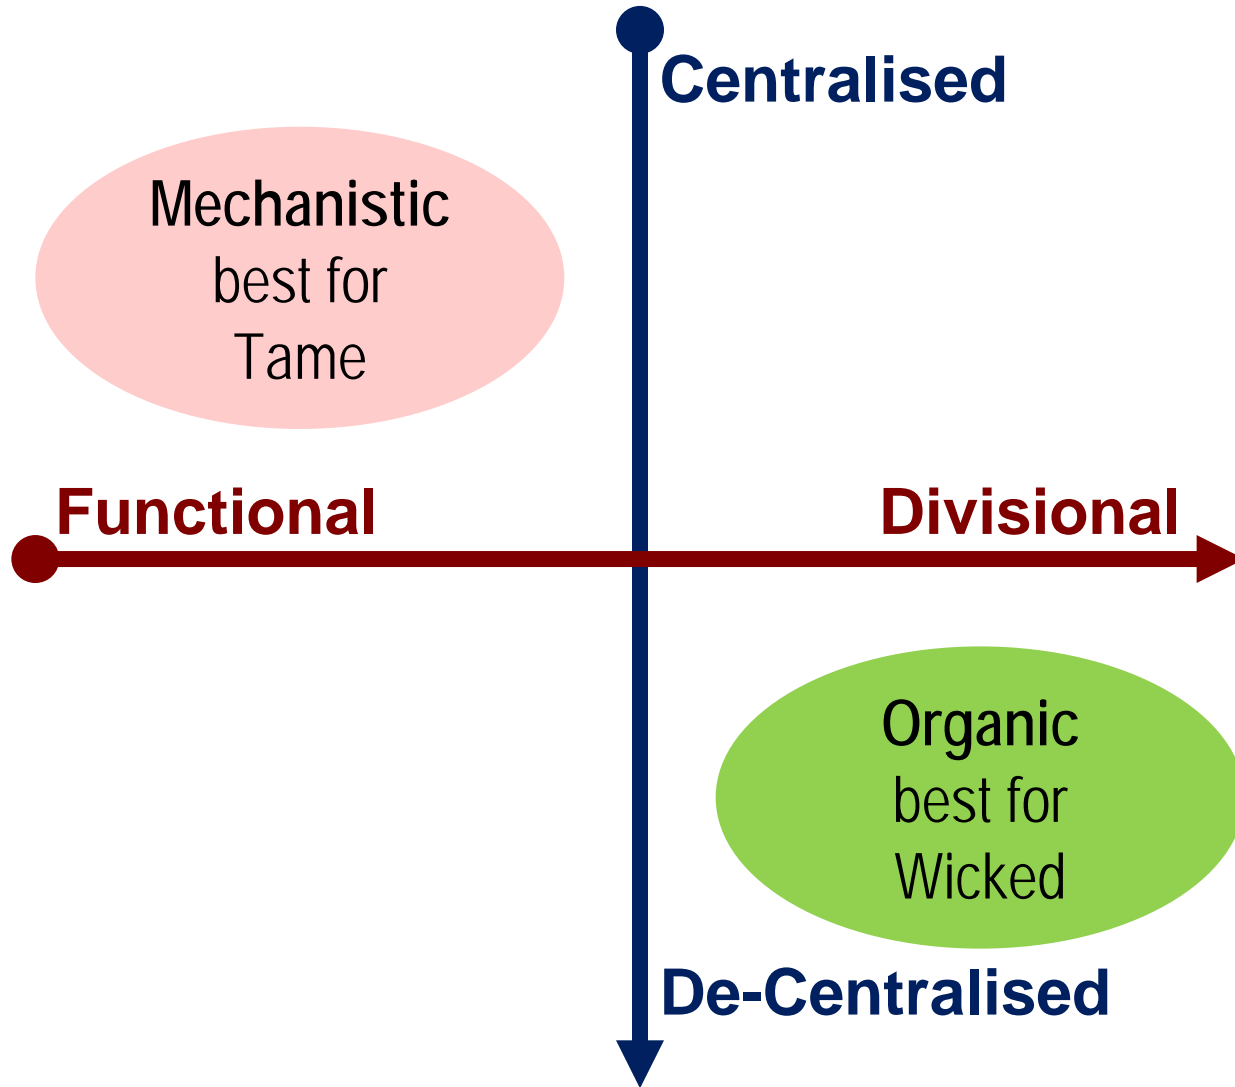 Centralised
Mechanistic
best for
Tame
Functional
Divisional
Organic
best for
Wicked
De-Centralised